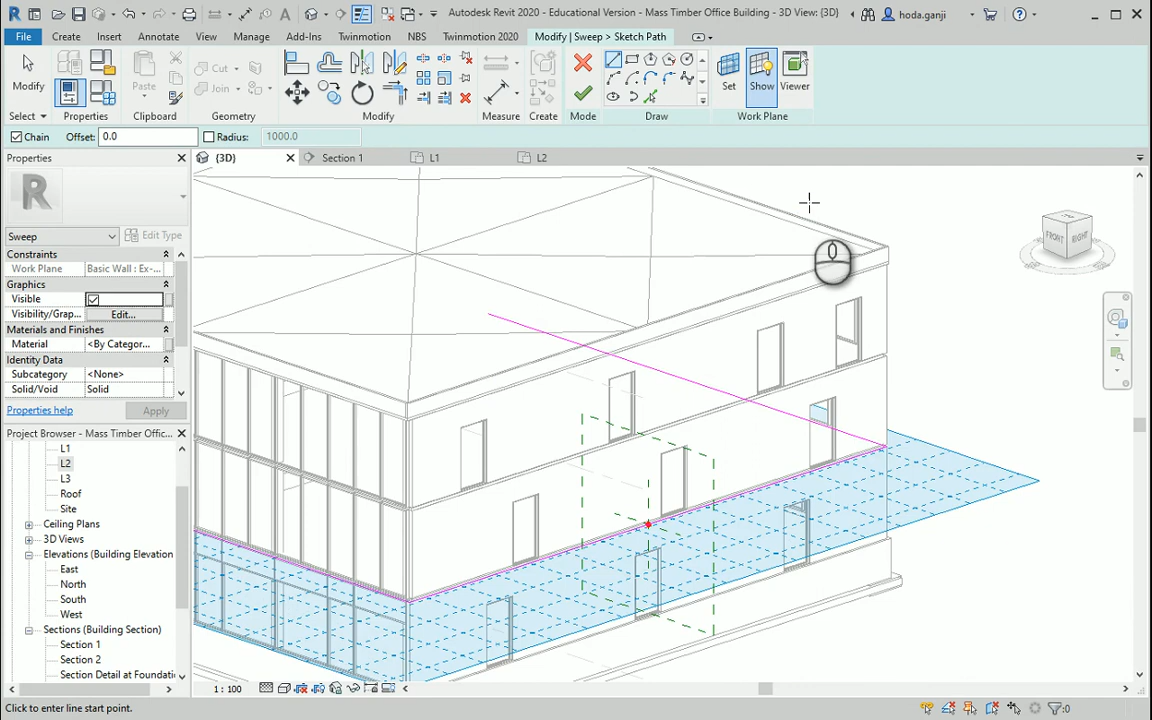 Autodesk Revit 2020 - Educational Version - Mass Timber Office Building - 3D View: {3D}
hoda.ganji
File
Create
Insert
Annotate
View
Manage
Add-Ins
Twinmotion
NBS
Twinmotion 2020
Modify | Sweep > Sketch Path
Modify
Paste
Cut
Join
Set
Show
Viewer
Select
Properties
Clipboard
Geometry
Modify
Measure
Create
Mode
Draw
Work Plane
Chain
Offset:
0.0
Radius:
1000.0
Properties
{3D}
Section 1
L1
L2
R
Sweep
Edit Type
Constraints
Work Plane
Basic Wall : Ex-...
Graphics
Visible
Visibility/Grap...
Edit...
Materials and Finishes
Material
<By Categor...
Identity Data
Subcategory
<None>
Solid/Void
Solid
Properties help
Apply
Project Browser - Mass Timber Offic...
L1
L2
L3
Roof
Site
Ceiling Plans
3D Views
Elevations (Building Elevation
East
North
South
West
Sections (Building Section)
Section 1
Section 2
Section Detail at Foundati
FRONT
RIGHT
1 : 100
Click to enter line start point.
:0